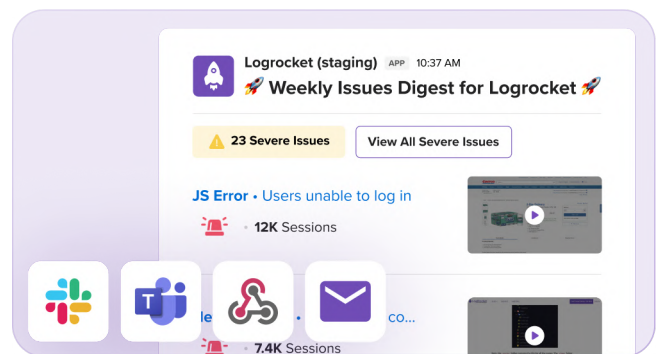 Logrocket (staging) APP 10:37 AM
🚀 Weekly Issues Digest for Logrocket 🚀
23 Severe Issues
View All Severe Issues
JS Error • Users unable to log in
• 12K Sessions
T
• co...
• 7.4K Sessions